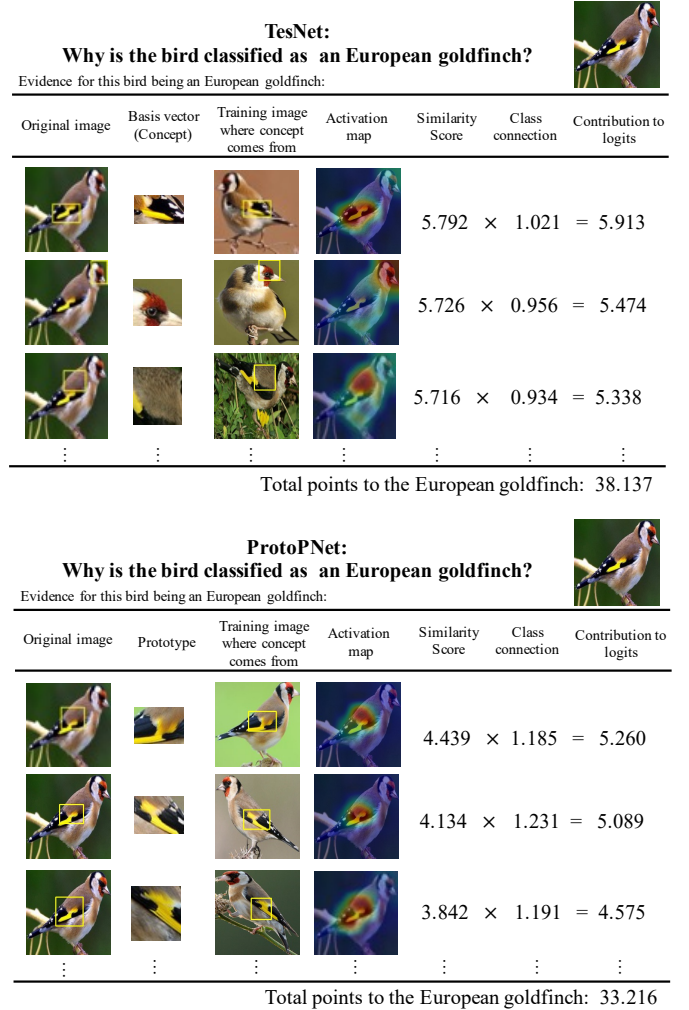 TesNet:
Why is the bird classified as an European goldfinch?
Evidence for this bird being an European goldfinch:
Original image
Basis vector
(Concept)
Training image
where concept
comes from
Activation
map
Similarity
Score
Class
connection
Contribution to
logits
5.792 × 1.021 = 5.913
5.726 × 0.956 = 5.474
5.716 × 0.934 = 5.338
⋮ ⋮ ⋮ ⋮ ⋮ ⋮ ⋮
Total points to the European goldfinch: 38.137
ProtoPNet:
Why is the bird classified as an European goldfinch?
Evidence for this bird being an European goldfinch:
Original image
Prototype
Training image
where concept
comes from
Activation
map
Similarity
Score
Class
connection
Contribution to
logits
4.439 × 1.185 = 5.260
4.134 × 1.231 = 5.089
3.842 × 1.191 = 4.575
⋮ ⋮ ⋮ ⋮ ⋮ ⋮ ⋮
Total points to the European goldfinch: 33.216